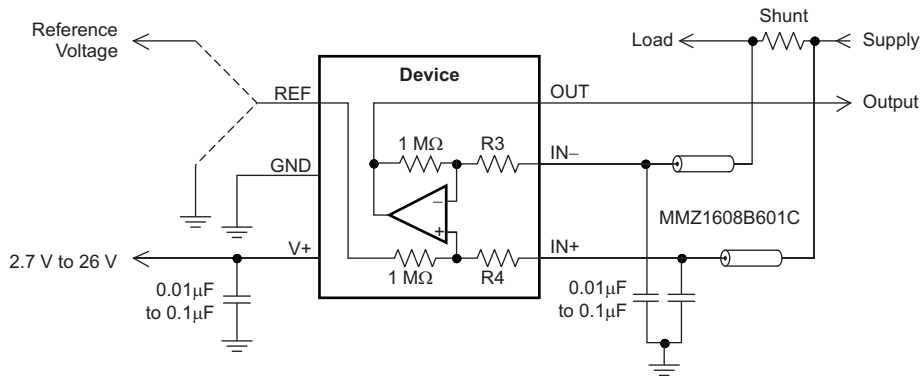 Reference
Voltage
Shunt
Load
Supply
Device
REF
OUT
Output
1 MΩ
R3
IN−
GND
−
+
MMZ1608B601C
V+
2.7 V to 26 V
1 MΩ
R4
IN+
0.01μF
to 0.1μF
0.01μF
to 0.1μF